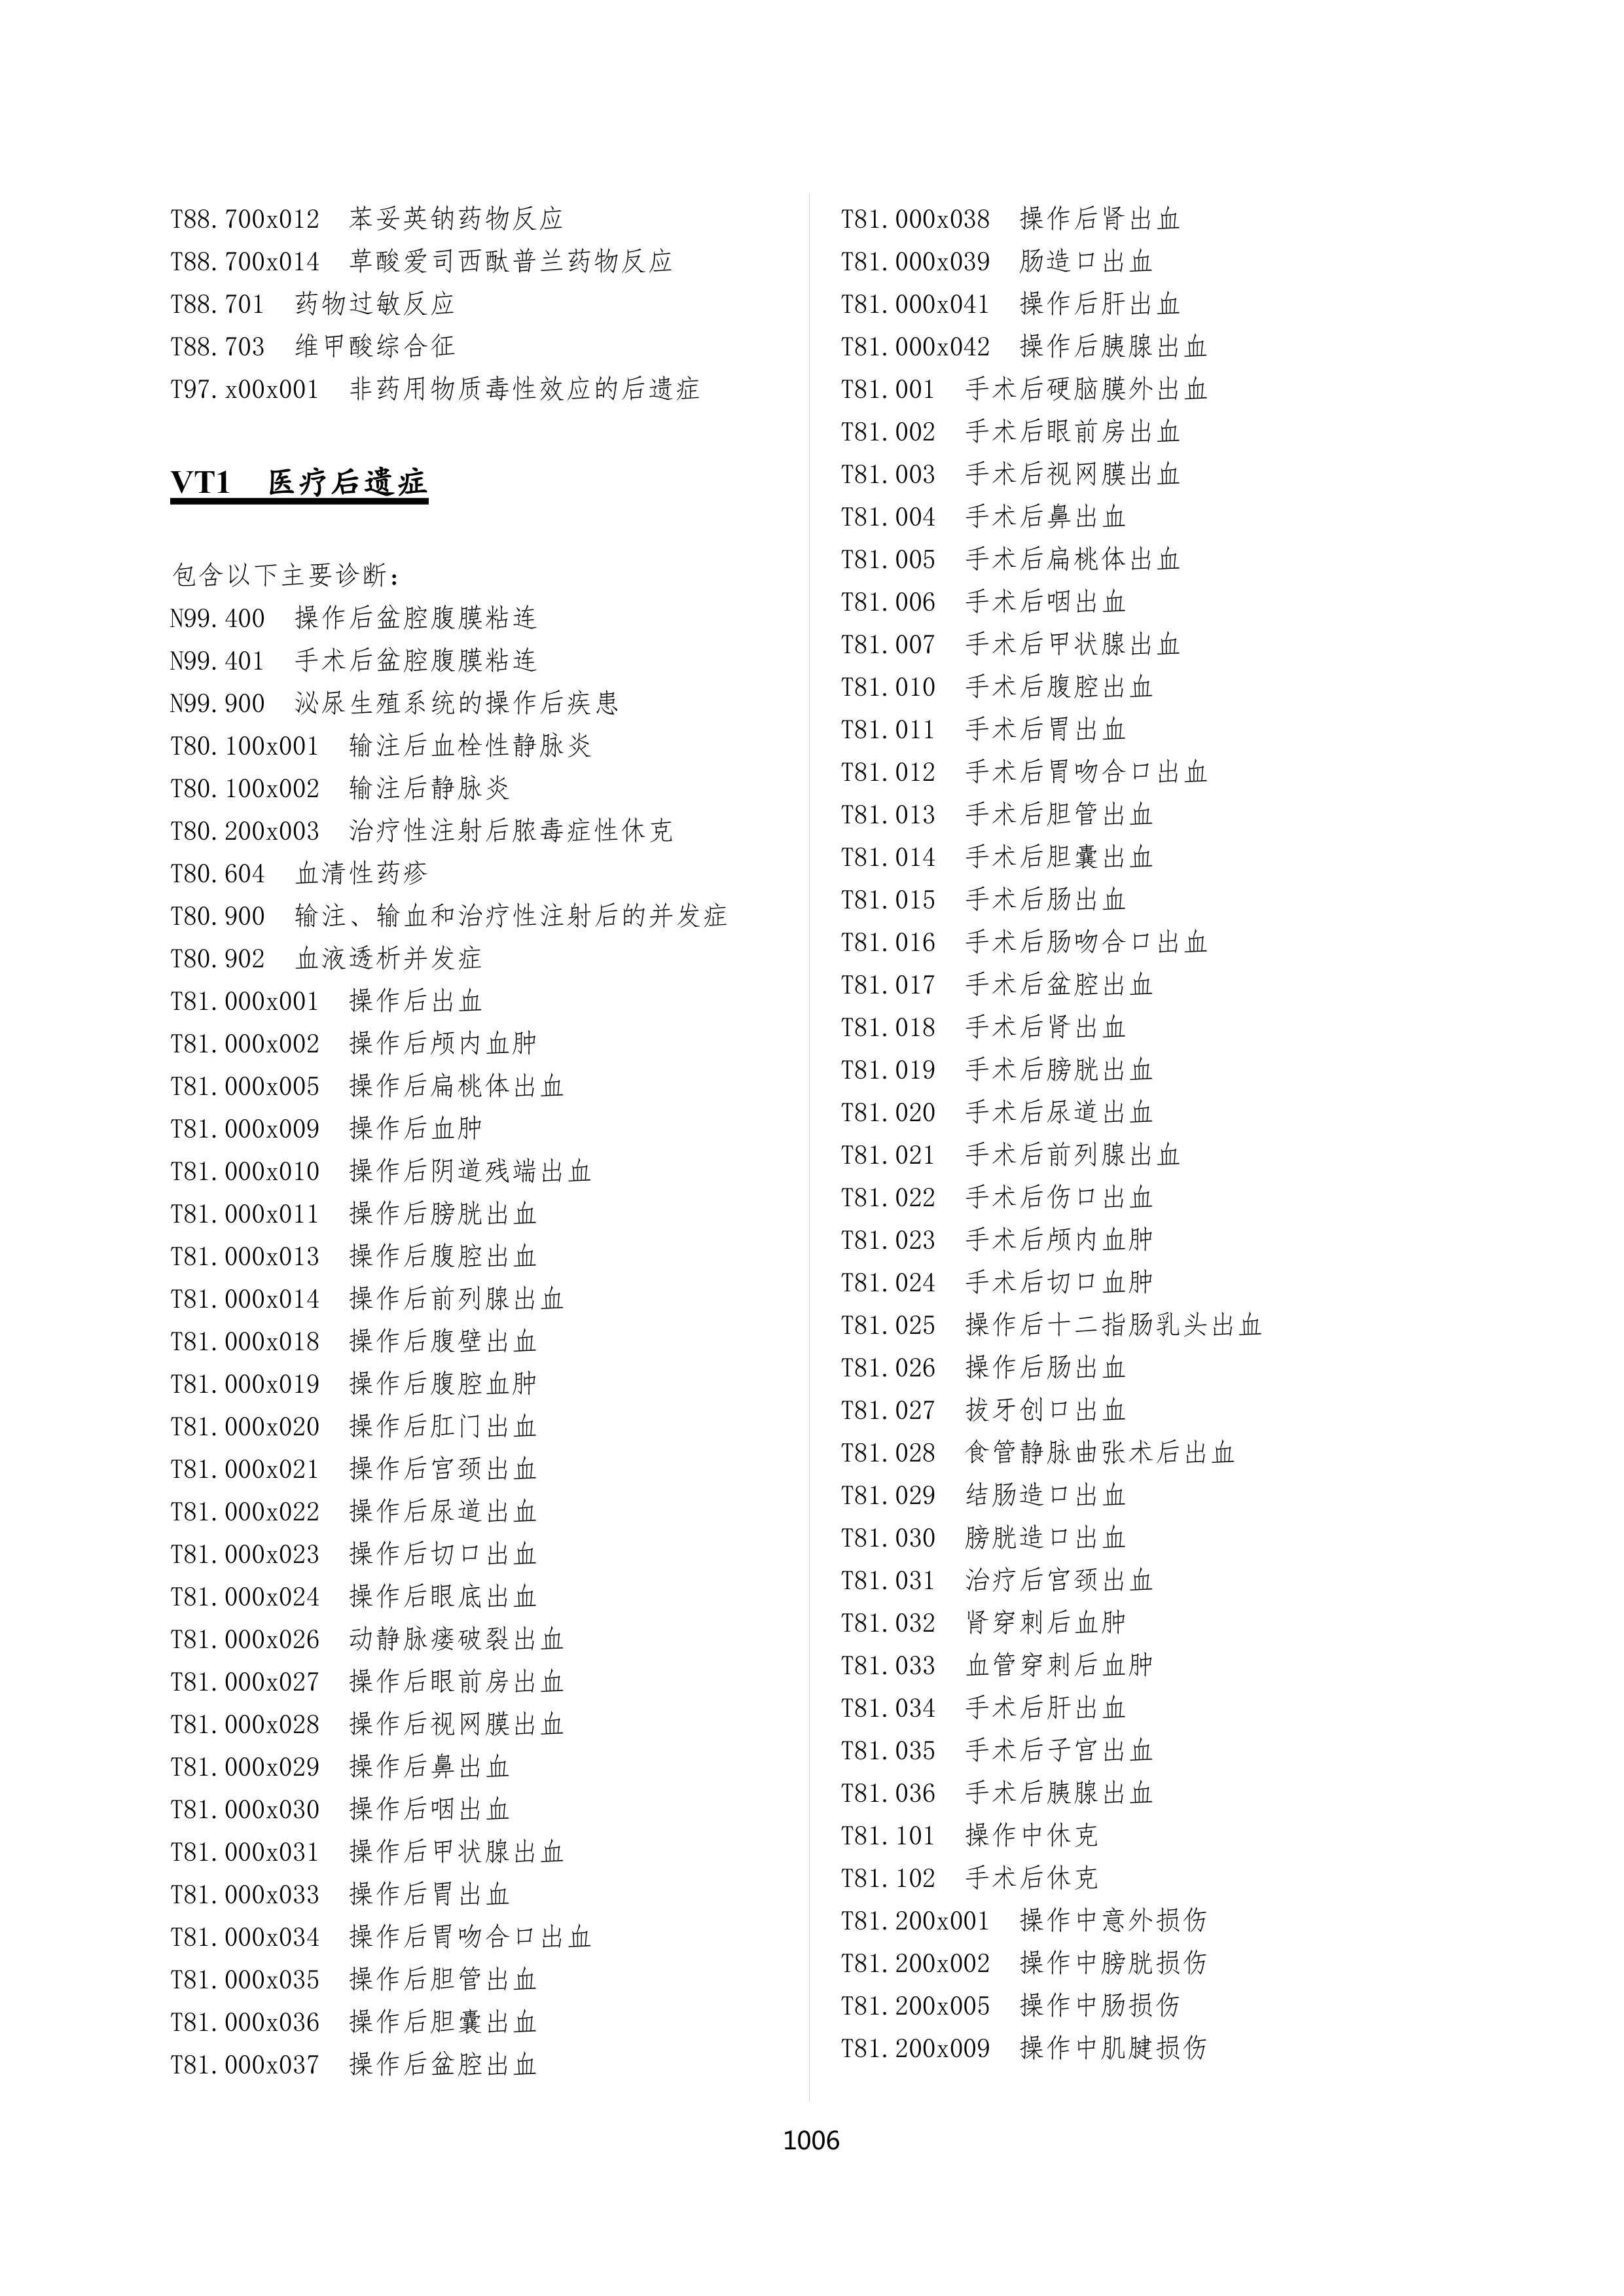 T88.700x012 苯妥英钠药物反应
T88.700x014 草酸爱司西酞普兰药物反应
T88.701 药物过敏反应
T88.703 维甲酸综合征
T97.x00x001 非药用物质毒性效应的后遗症
VT1 医疗后遗症
包含以下主要诊断：
N99.400 操作后盆腔腹膜粘连
N99.401 手术后盆腔腹膜粘连
N99.900 泌尿生殖系统的操作后疾患
T80.100x001 输注后血栓性静脉炎
T80.100x002 输注后静脉炎
T80.200x003 治疗性注射后脓毒症性休克
T80.604 血清性药疹
T80.900 输注、输血和治疗性注射后的并发症
T80.902 血液透析并发症
T81.000x001 操作后出血
T81.000x002 操作后颅内血肿
T81.000x005 操作后扁桃体出血
T81.000x009 操作后血肿
T81.000x010 操作后阴道残端出血
T81.000x011 操作后膀胱出血
T81.000x013 操作后腹腔出血
T81.000x014 操作后前列腺出血
T81.000x018 操作后腹壁出血
T81.000x019 操作后腹腔血肿
T81.000x020 操作后肛门出血
T81.000x021 操作后宫颈出血
T81.000x022 操作后尿道出血
T81.000x023 操作后切口出血
T81.000x024 操作后眼底出血
T81.000x026 动静脉瘘破裂出血
T81.000x027 操作后眼前房出血
T81.000x028 操作后视网膜出血
T81.000x029 操作后鼻出血
T81.000x030 操作后咽出血
T81.000x031 操作后甲状腺出血
T81.000x033 操作后胃出血
T81.000x034 操作后胃吻合口出血
T81.000x035 操作后胆管出血
T81.000x036 操作后胆囊出血
T81.000x037 操作后盆腔出血
T81.000x038 操作后肾出血
T81.000x039 肠造口出血
T81.000x041 操作后肝出血
T81.000x042 操作后胰腺出血
T81.001 手术后硬脑膜外出血
T81.002 手术后眼前房出血
T81.003 手术后视网膜出血
T81.004 手术后鼻出血
T81.005 手术后扁桃体出血
T81.006 手术后咽出血
T81.007 手术后甲状腺出血
T81.010 手术后腹腔出血
T81.011 手术后胃出血
T81.012 手术后胃吻合口出血
T81.013 手术后胆管出血
T81.014 手术后胆囊出血
T81.015 手术后肠出血
T81.016 手术后肠吻合口出血
T81.017 手术后盆腔出血
T81.018 手术后肾出血
T81.019 手术后膀胱出血
T81.020 手术后尿道出血
T81.021 手术后前列腺出血
T81.022 手术后伤口出血
T81.023 手术后颅内血肿
T81.024 手术后切口血肿
T81.025 操作后十二指肠乳头出血
T81.026 操作后肠出血
T81.027 拔牙创口出血
T81.028 食管静脉曲张术后出血
T81.029 结肠造口出血
T81.030 膀胱造口出血
T81.031 治疗后宫颈出血
T81.032 肾穿刺后血肿
T81.033 血管穿刺后血肿
T81.034 手术后肝出血
T81.035 手术后子宫出血
T81.036 手术后胰腺出血
T81.101 操作中休克
T81.102 手术后休克
T81.200x001 操作中意外损伤
T81.200x002 操作中膀胱损伤
T81.200x005 操作中肠损伤
T81.200x009 操作中肌腱损伤
1006